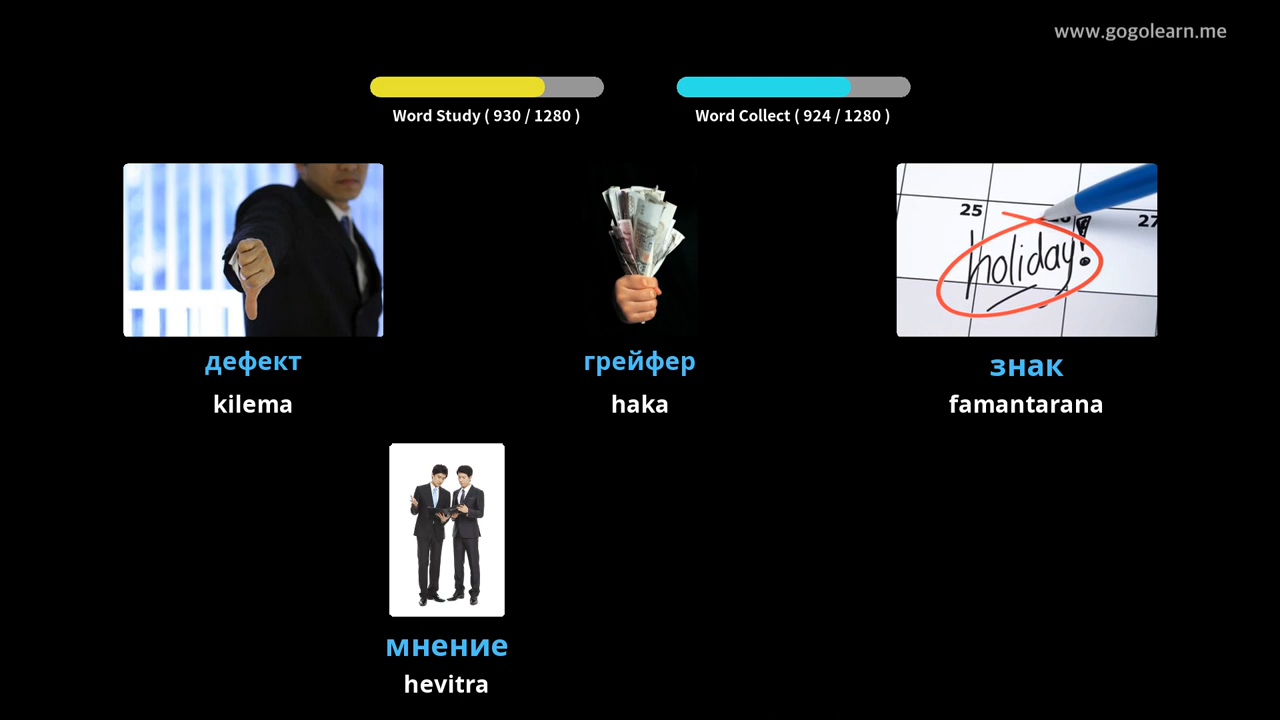 www.gogolearn.me
Word Study ( 930 / 1280 )
Word Collect ( 924 / 1280 )
25
27
holiday!
дефект
kilema
грейфер
haka
знак
famantarana
мнение
hevitra